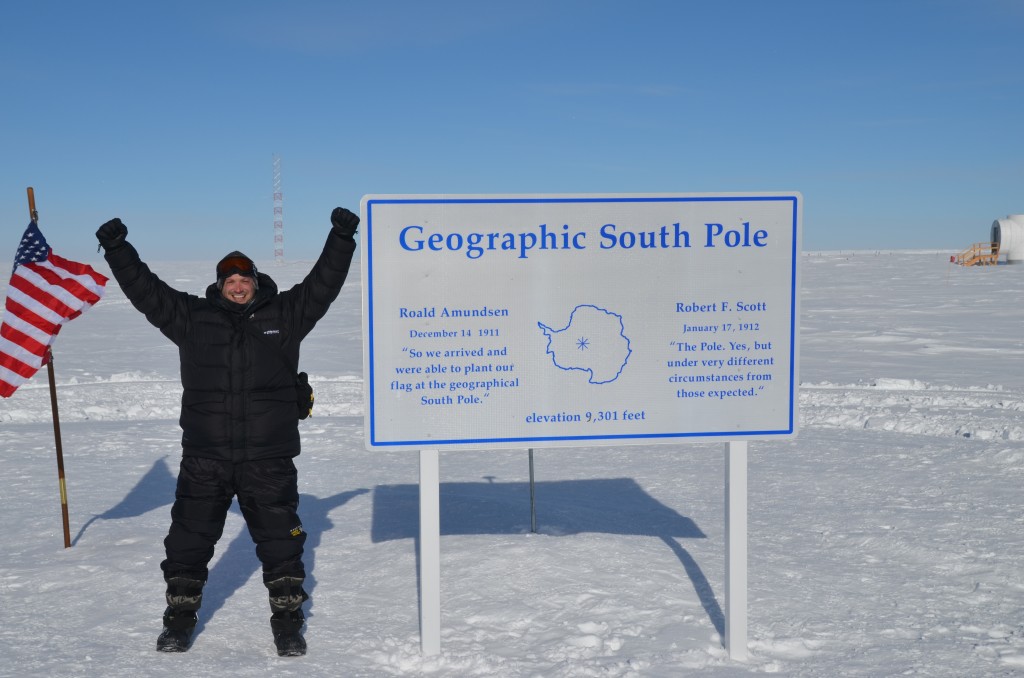 Geographic South Pole
Roald Amundsen
December 14 1911
"So we arrived and
were able to plant our
flag at the geographical
South Pole."
Robert F. Scott
January 17, 1912
"The Pole. Yes, but
under very different
circumstances from
those expected."
elevation 9,301 feet